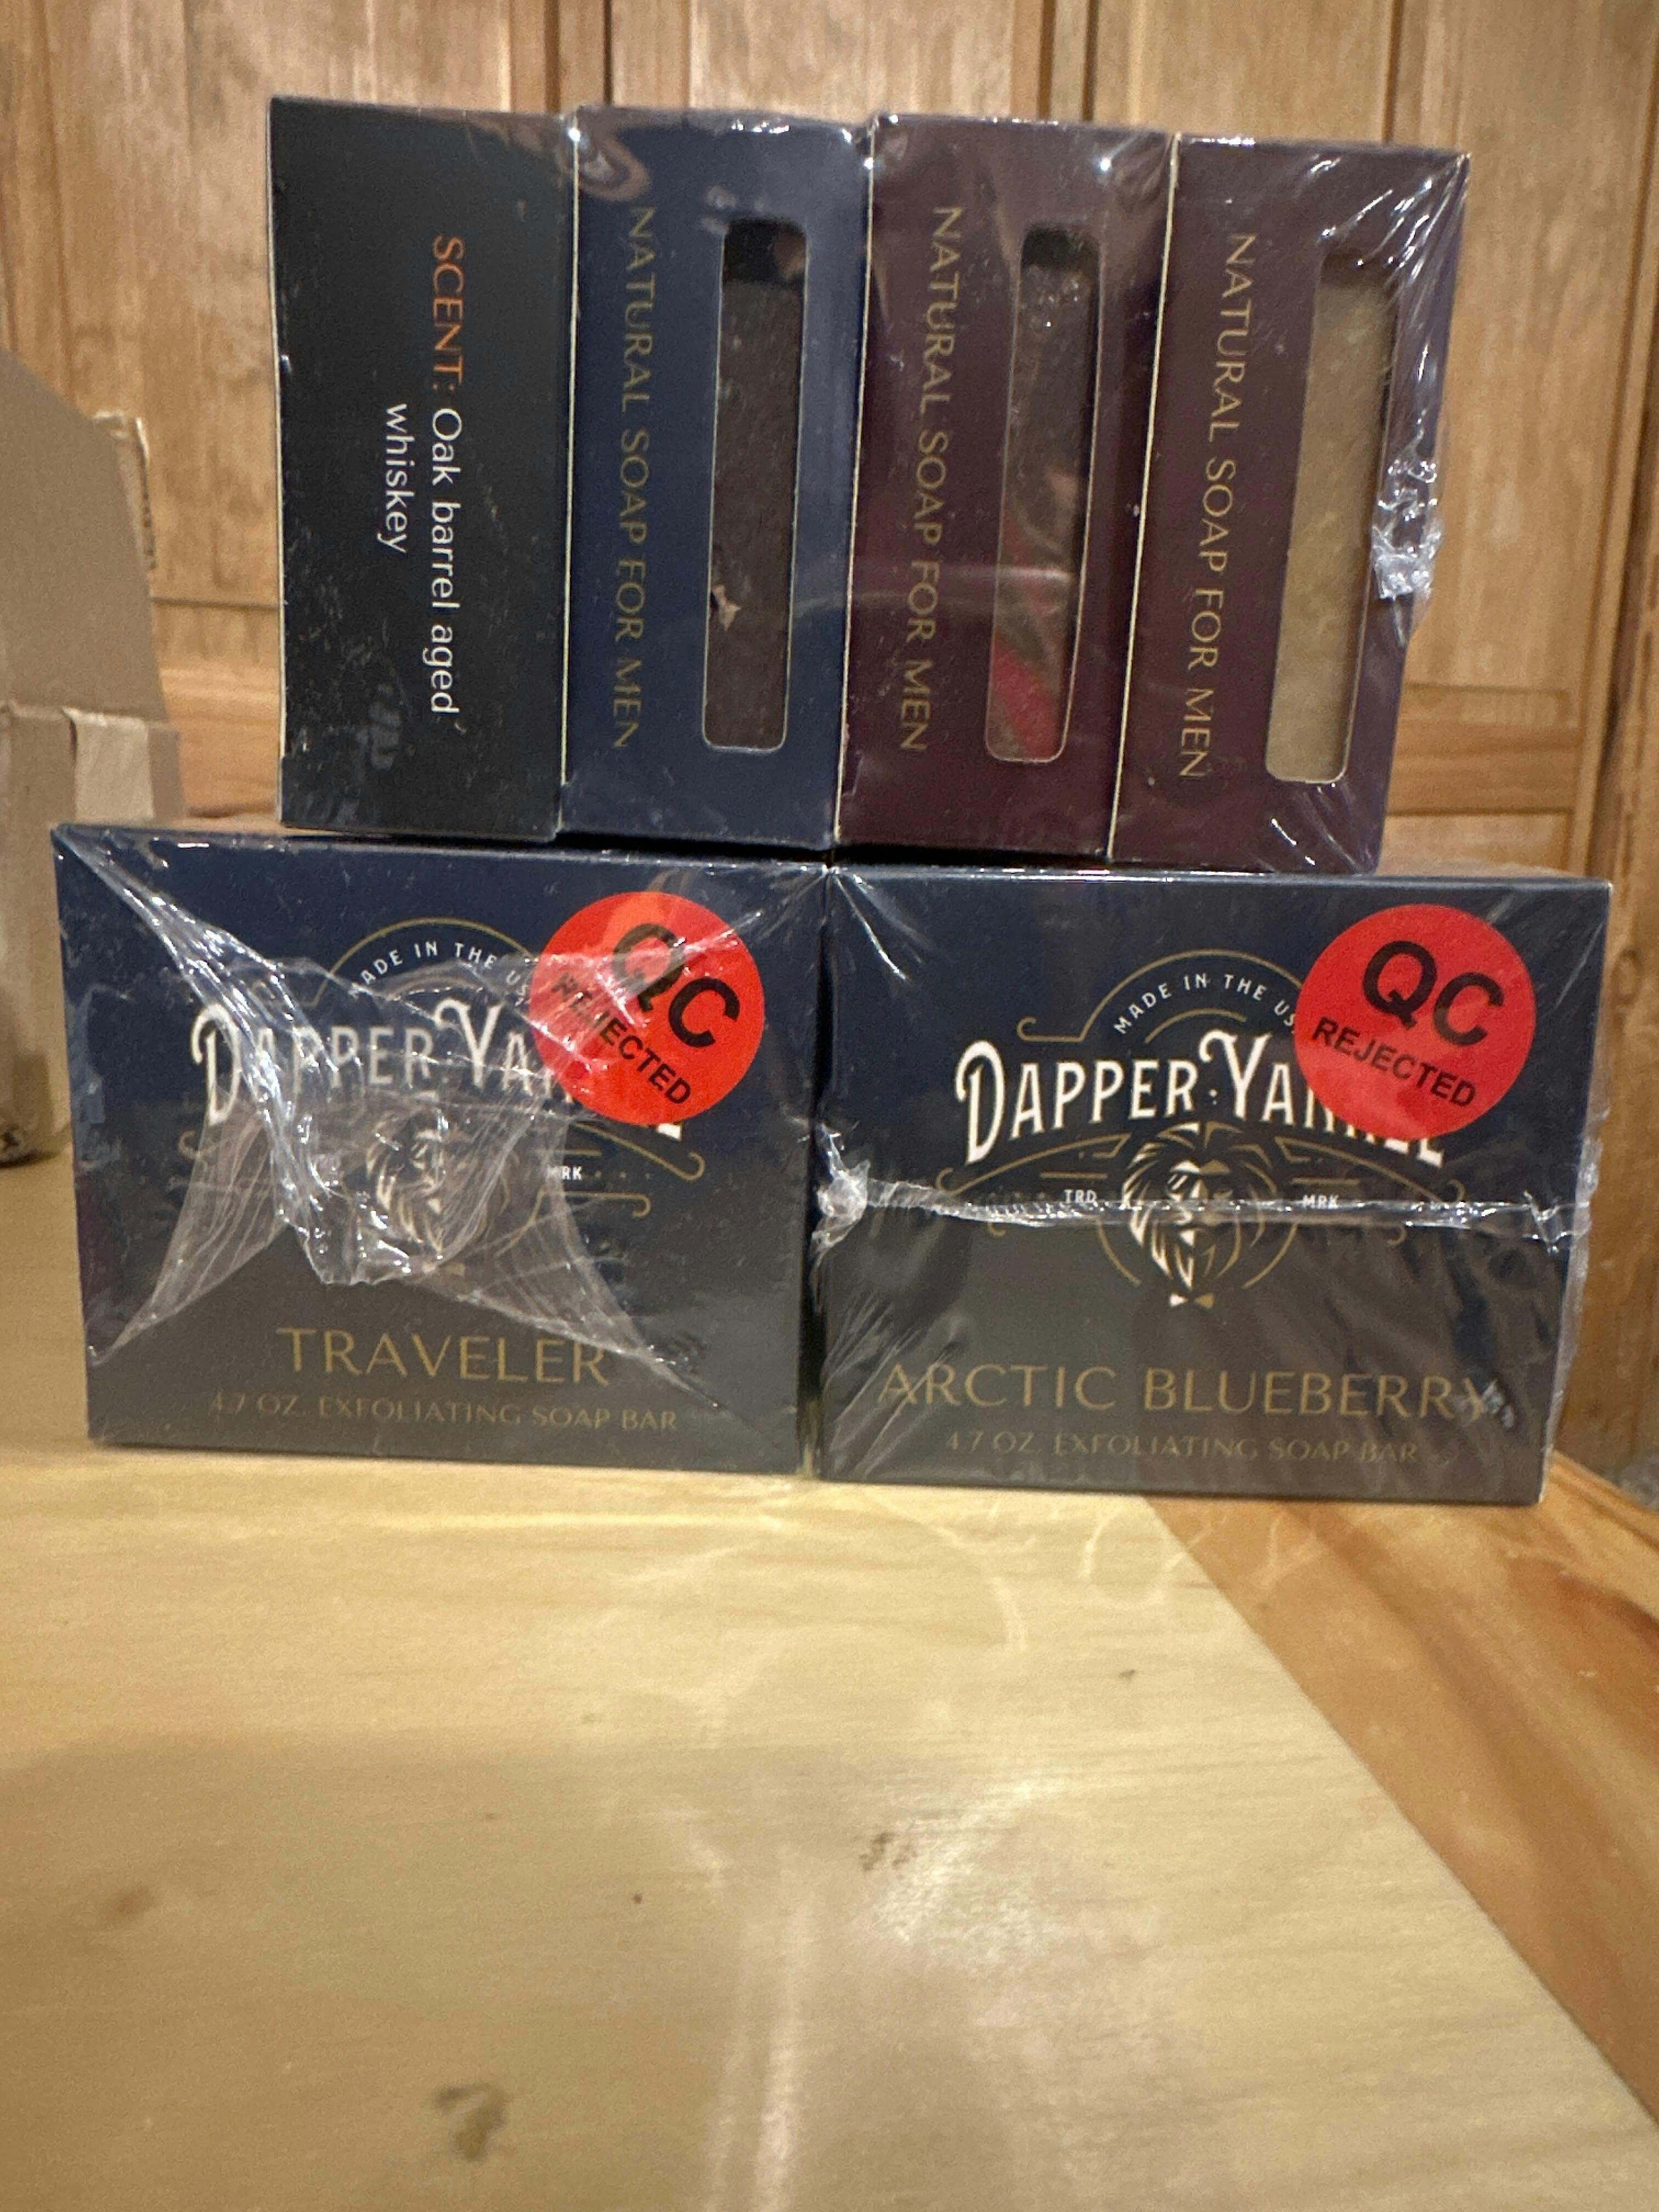 SCENT: Oak barrel aged
whiskey
NATURAL SOAP FOR MEN
NATURAL SOAP FOR MEN
NATURAL SOAP FOR MEN
MADE IN THE
DAPPER
MRK
QC
REJECTED
TRAVELER
4.7 OZ. EXFOLIATING SOAP BAR
MADE IN THE US
DAPPER YANKEE
TRD MRK
QC
REJECTED
ARCTIC BLUEBERRY
4.7 OZ. EXFOLIATING SOAP BAR